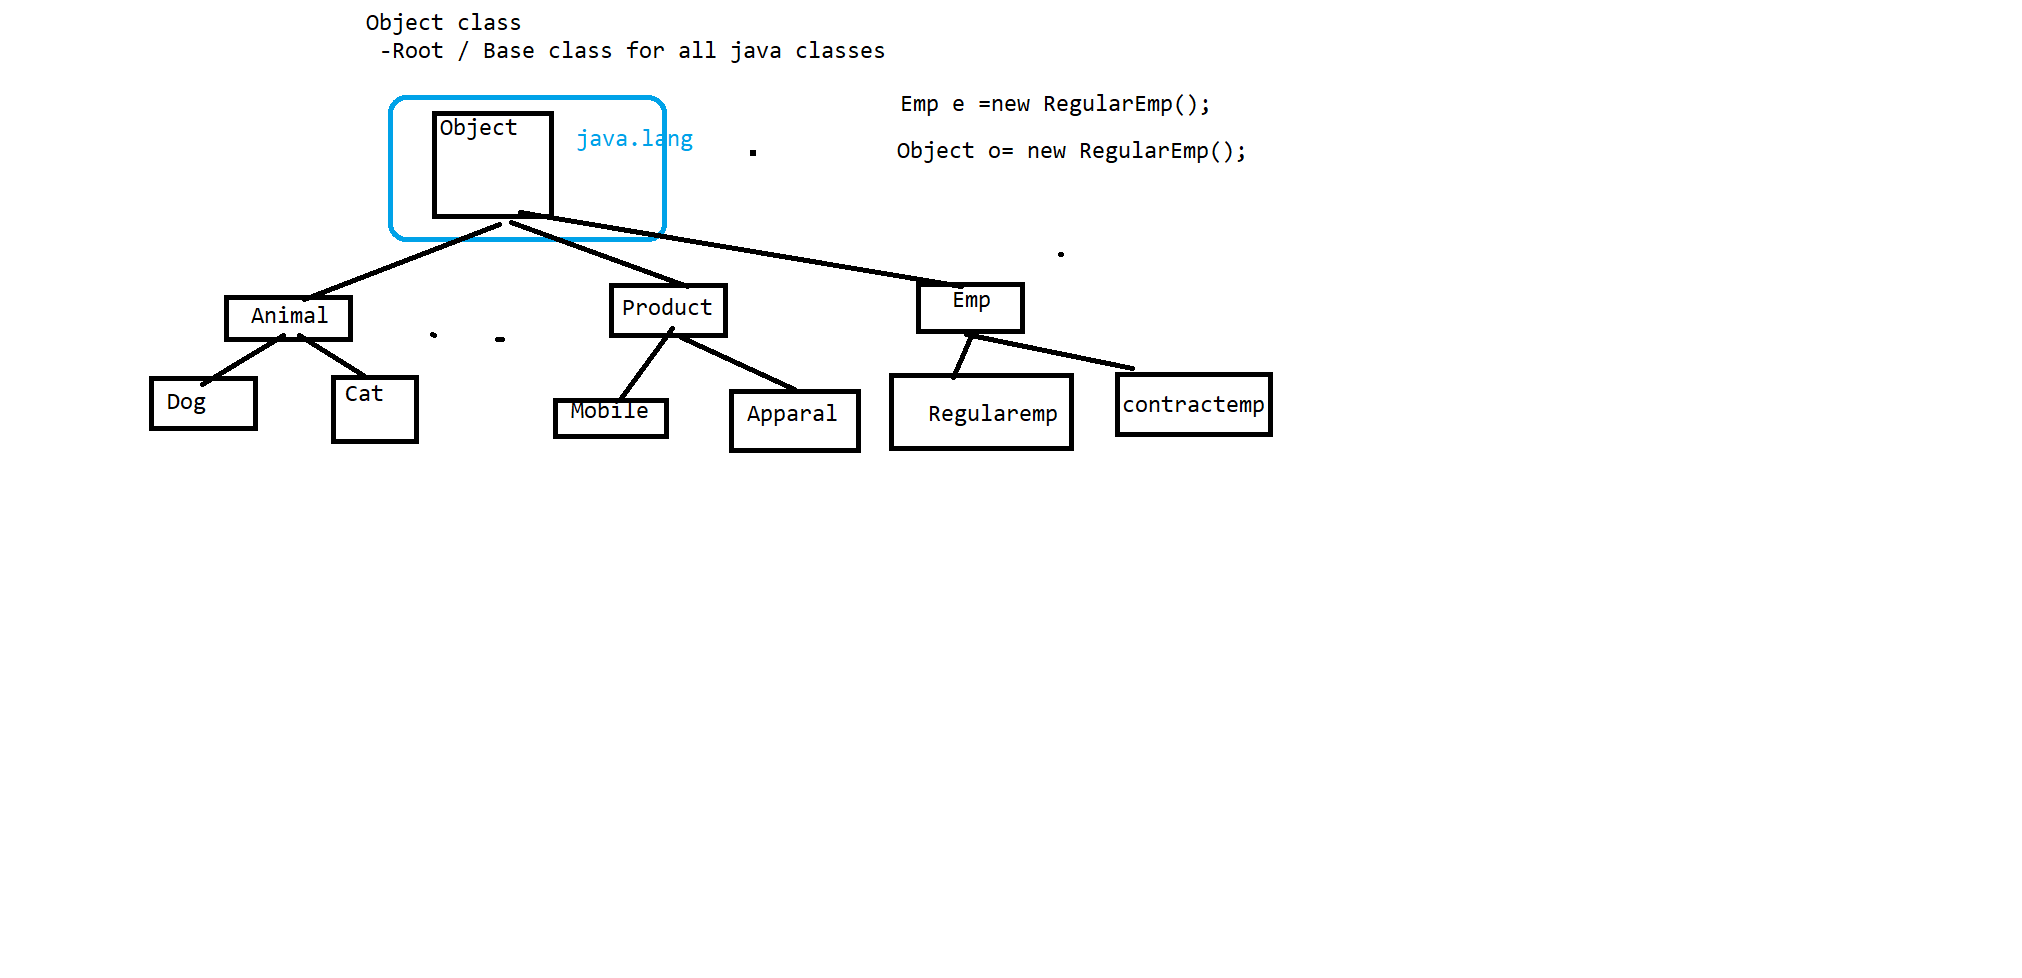 Object class
-Root / Base class for all java classes
Emp e =new RegularEmp();
Object
java.lang
Object o= new RegularEmp();
Animal
Product
Emp
Dog
Cat
Mobile
Apparal
Regularemp
contractemp